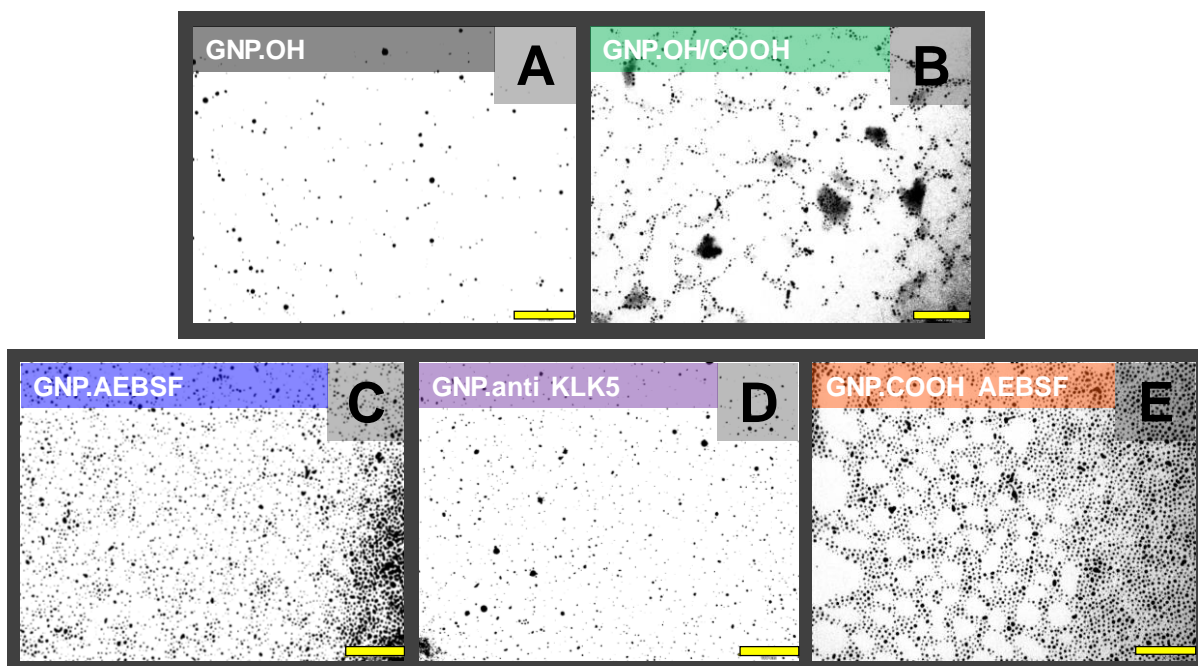 GNP.OH
A
GNP.OH/COOH
B
GNP.AEBSF
C
GNP.anti KLK5
D
GNP.COOH AEBSF
E